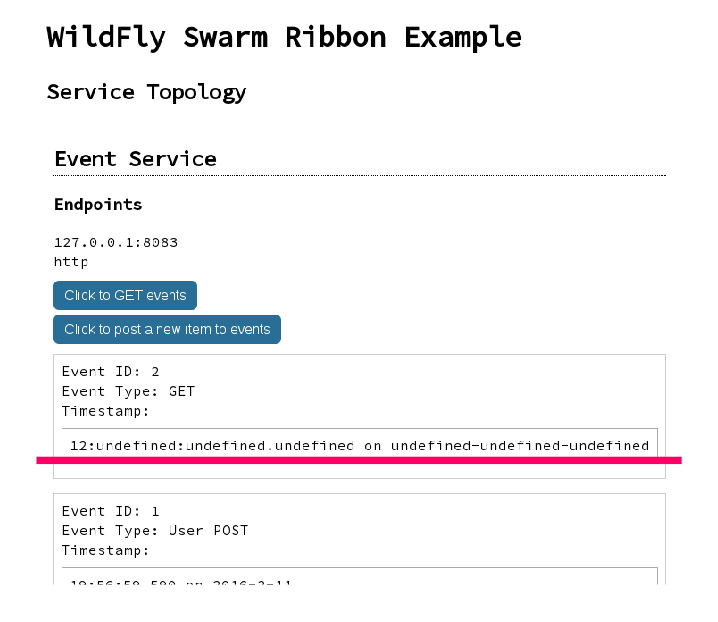 WildFly Swarm Ribbon Example
Service Topology
Event Service
Endpoints
127.0.0.1:8083
http
Click to GET events
Click to post a new item to events
Event ID: 2
Event Type: GET
Timestamp:
12:undefined:undefined.undefined on undefined-undefined-undefined
Event ID: 1
Event Type: User POST
Timestamp: